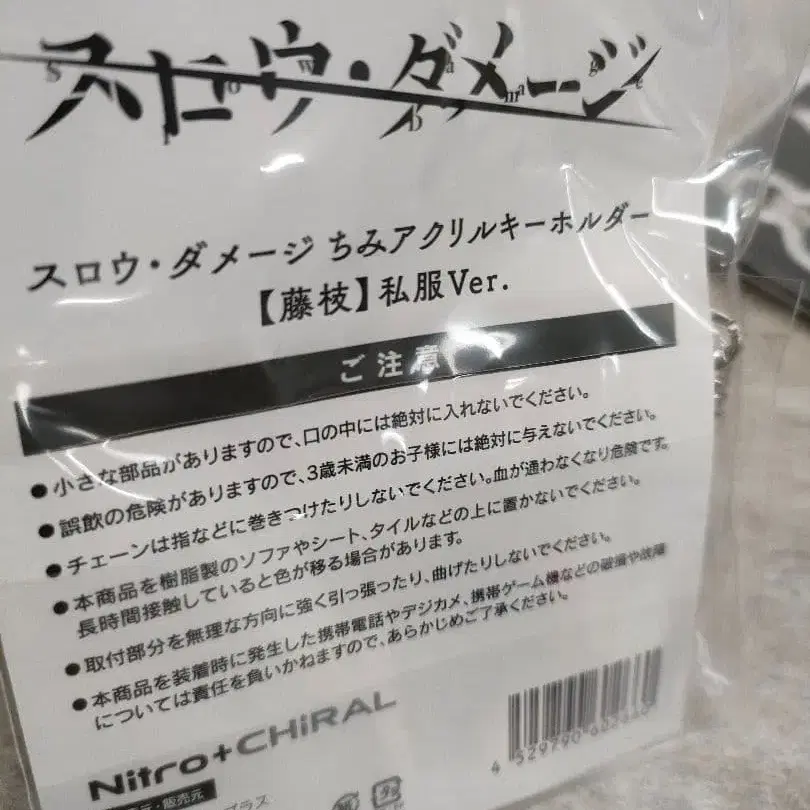 スロウ・ダメージ
Slow Damage
スロウ・ダメージ ちみアクリルキーホルダー
【藤枝】私服Ver.
ご注意
●小さな部品がありますので、口の中には絶対に入れないでください。
●誤飲の危険がありますので、3歳未満のお子様には絶対に与えないでください。
●チェーンは指などに巻きつけたりしないでください。血が通わなくなり危険です。
●本商品を樹脂製のソファやシート、タイルなどの上に置かないでください。
長時間接触していると色が移る場合があります。
●取付部分を無理な方向に強く引っ張ったり、曲げたりしないでください。
●本商品を装着時に発生した携帯電話やデジカメ、携帯ゲーム機などの破損や故障
については責任を負いかねますので、あらかじめご了承ください。
Nitro+CHiRAL
元・販売元
プラス